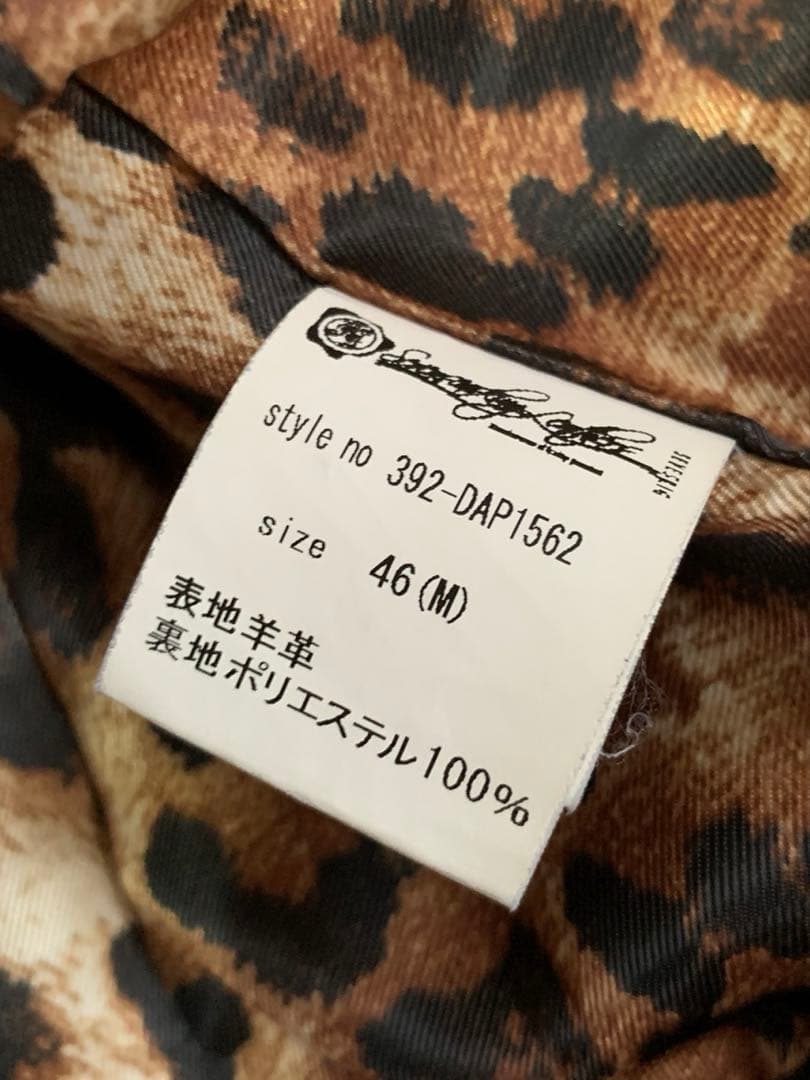 style no 392-DAP1562
size 46(M)
表地羊革
裏地ポリエステル100%